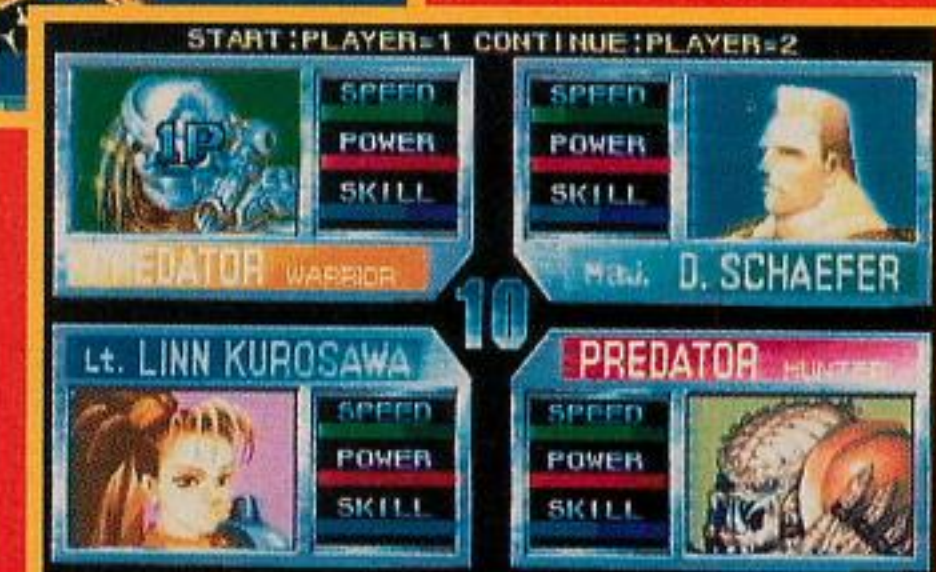 START:PLAYER=1 CONTINUE:PLAYER=2
1P
SPEED
POWER
SKILL
PREDATOR WARRIOR
SPEED
POWER
SKILL
Maj. D. SCHAEFER
10
Lt. LINN KUROSAWA
SPEED
POWER
SKILL
PREDATOR HUNTER
SPEED
POWER
SKILL